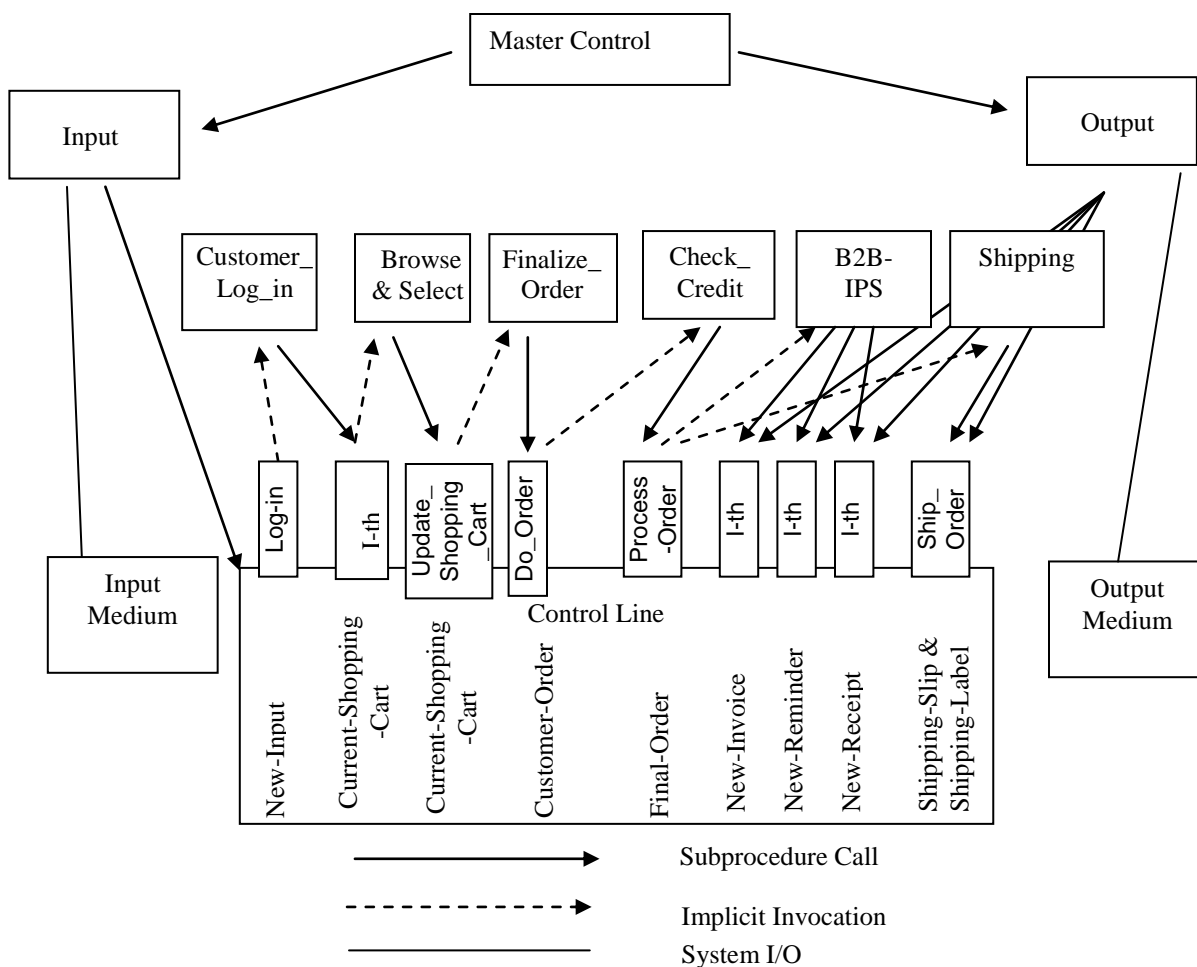 Master Control
Input
Output
Customer_
Log_in
Browse
& Select
Finalize_
Order
Check_
Credit
B2B-
IPS
Shipping
Log-in
I-th
Update_
Shopping
_Cart
Do_Order
Process
-Order
I-th
I-th
I-th
Ship_
Order
Input
Medium
Output
Medium
Control Line
New-Input
Current-Shopping
-Cart
Current-Shopping
-Cart
Customer-Order
Final-Order
New-Invoice
New-Reminder
New-Receipt
Shipping-Slip &
Shipping-Label
Subprocedure Call
Implicit Invocation
System I/O